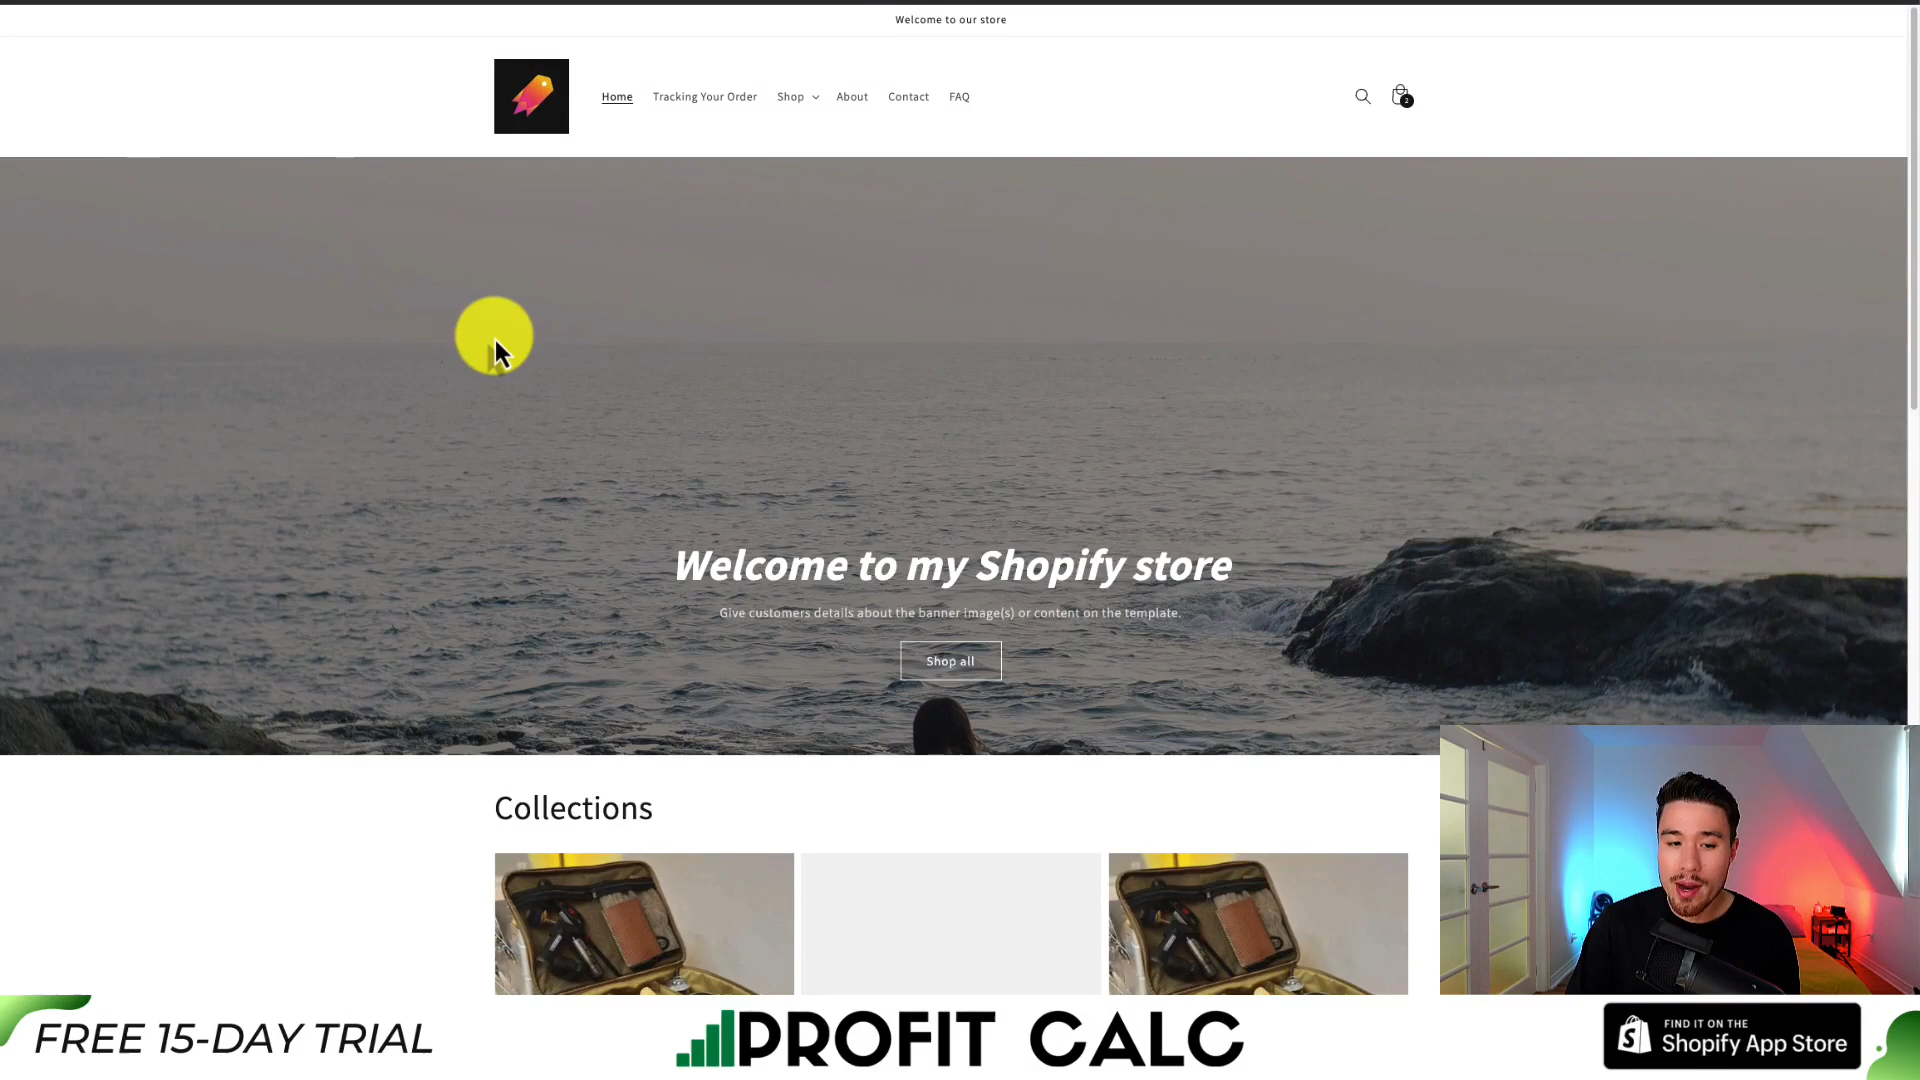 Welcome to our store
Home Tracking Your Order Shop About Contact FAQ
2
Welcome to my Shopify store
Give customers details about the banner image(s) or content on the template.
Shop all
Collections
FREE 15-DAY TRIAL
PROFIT CALC
FIND IT ON THE
Shopify App Store